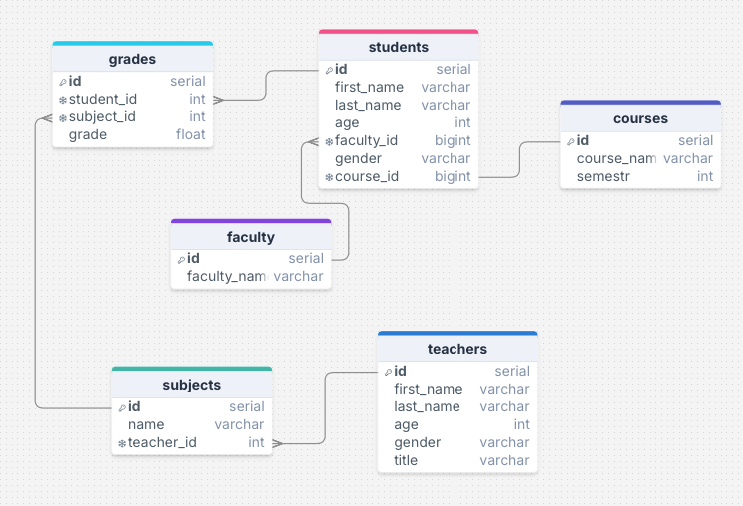 grades
id serial
student_id int
subject_id int
grade float
students
id serial
first_name varchar
last_name varchar
age int
faculty_id bigint
gender varchar
course_id bigint
courses
id serial
course_nam varchar
semestr int
faculty
id serial
faculty_nam varchar
subjects
id serial
name varchar
teacher_id int
teachers
id serial
first_name varchar
last_name varchar
age int
gender varchar
title varchar